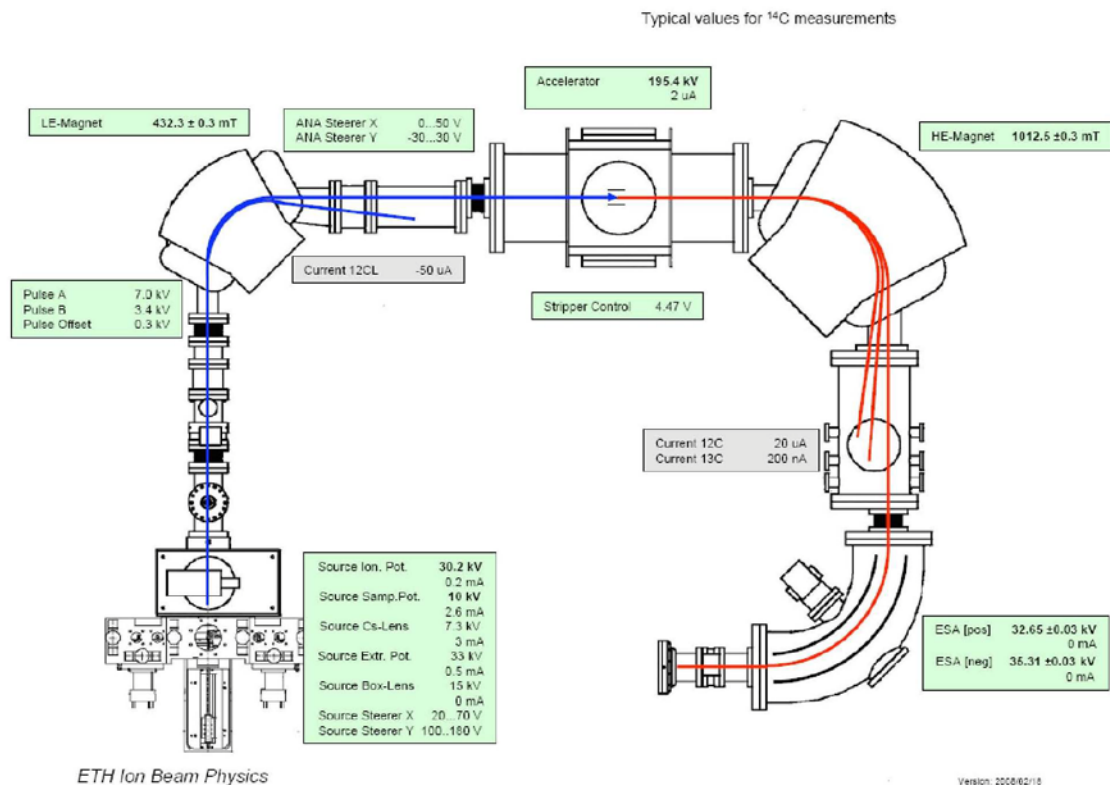 Typical values for ¹⁴C measurements
Accelerator 195.4 kV
2 uA
LE-Magnet 432.3 ± 0.3 mT
ANA Steerer X 0...50 V
ANA Steerer Y -30...30 V
HE-Magnet 1012.5 ±0.3 mT
Current 12CL -50 uA
Pulse A 7.0 kV
Pulse B 3.4 kV
Pulse Offset 0.3 kV
Stripper Control 4.47 V
Current 12C 20 uA
Current 13C 200 nA
Source Ion. Pot. 30.2 kV
0.2 mA
Source Samp.Pot. 10 kV
2.6 mA
Source Cs-Lens 7.3 kV
3 mA
Source Extr. Pot. 33 kV
0.5 mA
Source Box-Lens 15 kV
0 mA
Source Steerer X 20...70 V
Source Steerer Y 100..180 V
ESA [pos] 32.65 ±0.03 kV
0 mA
ESA [neg] 35.31 ±0.03 kV
0 mA
ETH Ion Beam Physics
Version: 2008/02/18